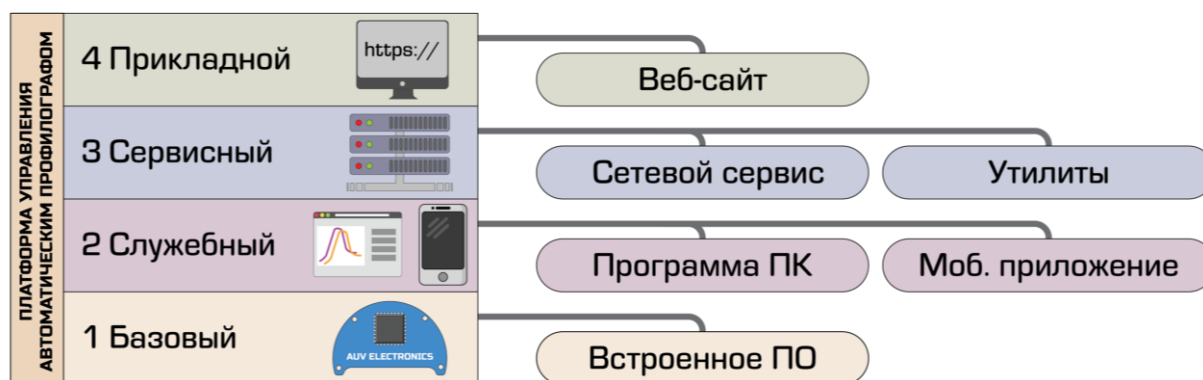 ПЛАТФОРМА УПРАВЛЕНИЯ
АВТОМАТИЧЕСКИМ ПРОФИЛОГРАФОМ
4 Прикладной
https://
Веб-сайт
3 Сервисный
Сетевой сервис
Утилиты
2 Служебный
Программа ПК
Моб. приложение
1 Базовый
AUV ELECTRONICS
Встроенное ПО